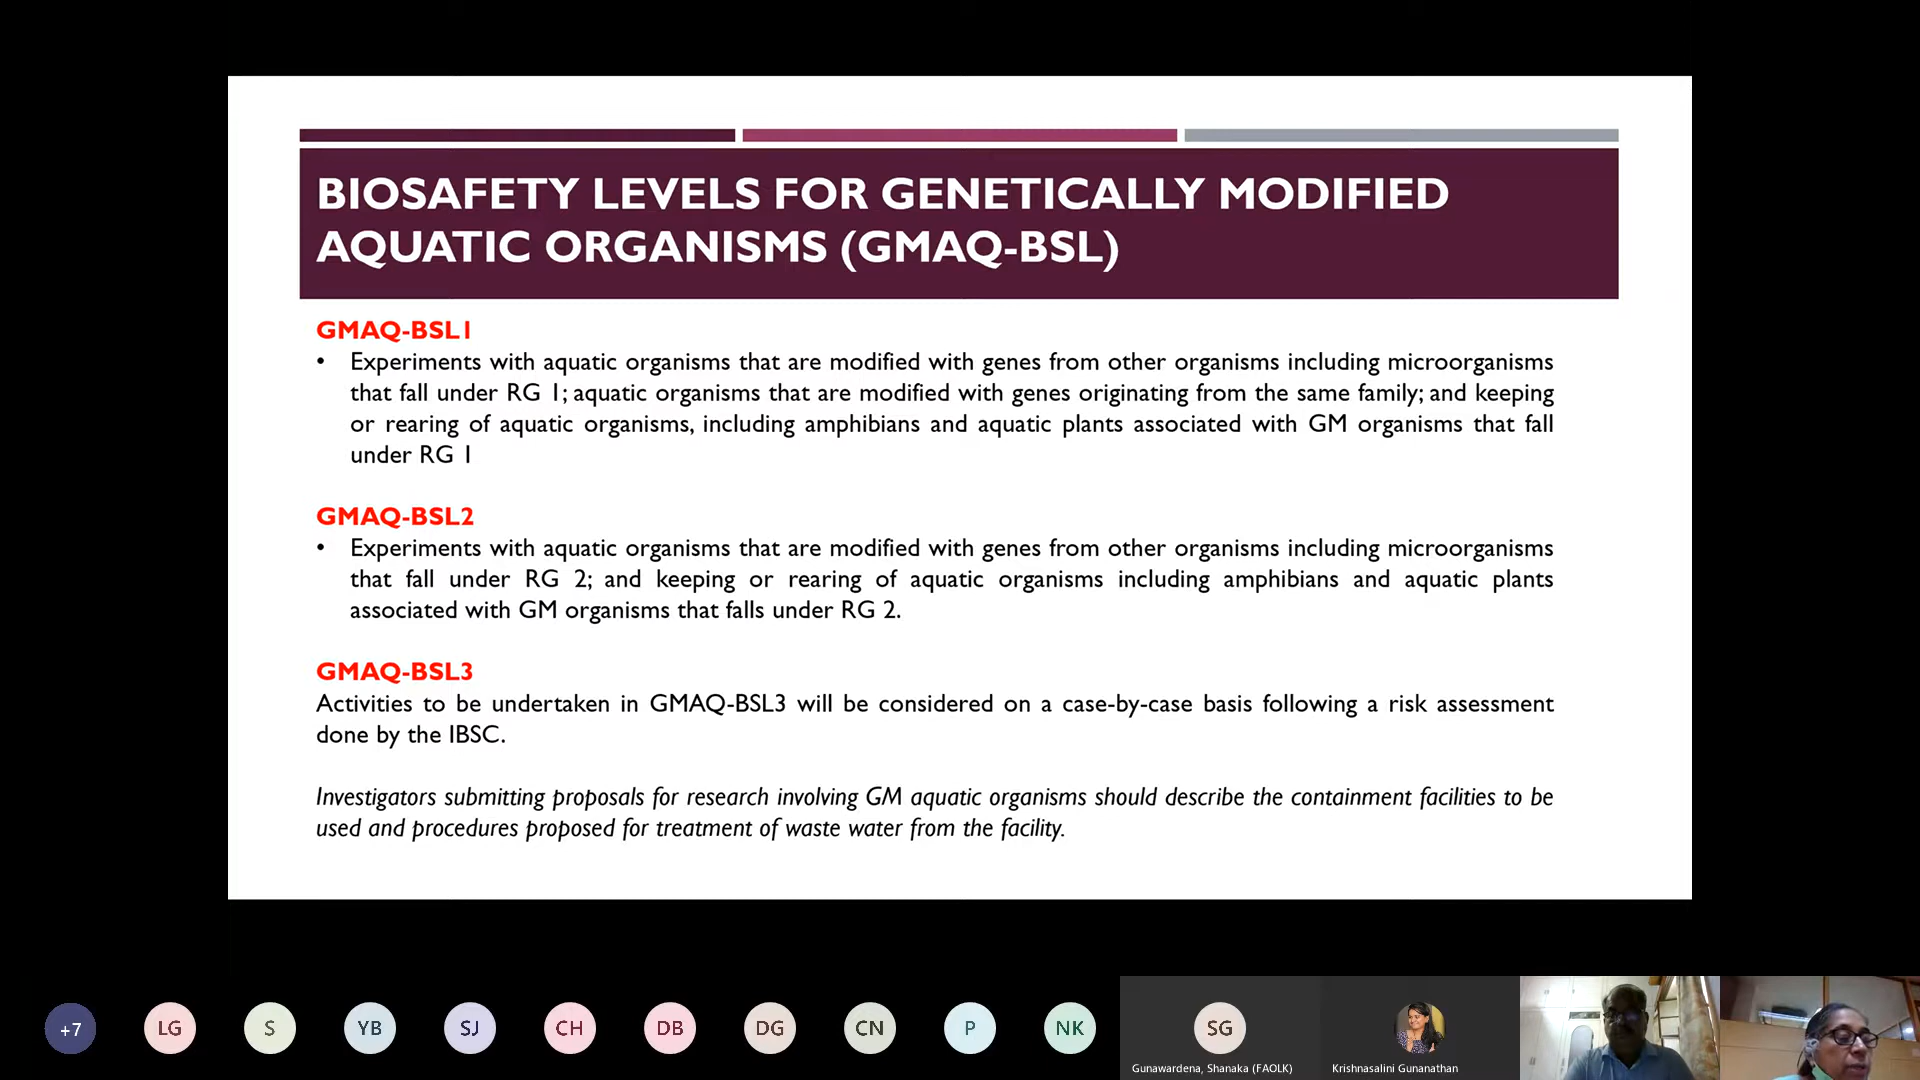 BIOSAFETY LEVELS FOR GENETICALLY MODIFIED
AQUATIC ORGANISMS (GMAQ-BSL)
GMAQ-BSL1
• Experiments with aquatic organisms that are modified with genes from other organisms including microorganisms
that fall under RG 1; aquatic organisms that are modified with genes originating from the same family; and keeping
or rearing of aquatic organisms, including amphibians and aquatic plants associated with GM organisms that fall
under RG 1
GMAQ-BSL2
• Experiments with aquatic organisms that are modified with genes from other organisms including microorganisms
that fall under RG 2; and keeping or rearing of aquatic organisms including amphibians and aquatic plants
associated with GM organisms that falls under RG 2.
GMAQ-BSL3
Activities to be undertaken in GMAQ-BSL3 will be considered on a case-by-case basis following a risk assessment
done by the IBSC.
Investigators submitting proposals for research involving GM aquatic organisms should describe the containment facilities to be
used and procedures proposed for treatment of waste water from the facility.
+7 LG S YB SJ CH DB DG CN P NK SG
Gunawardena, Shanaka (FAOLK) Krishnasalini Gunanathan